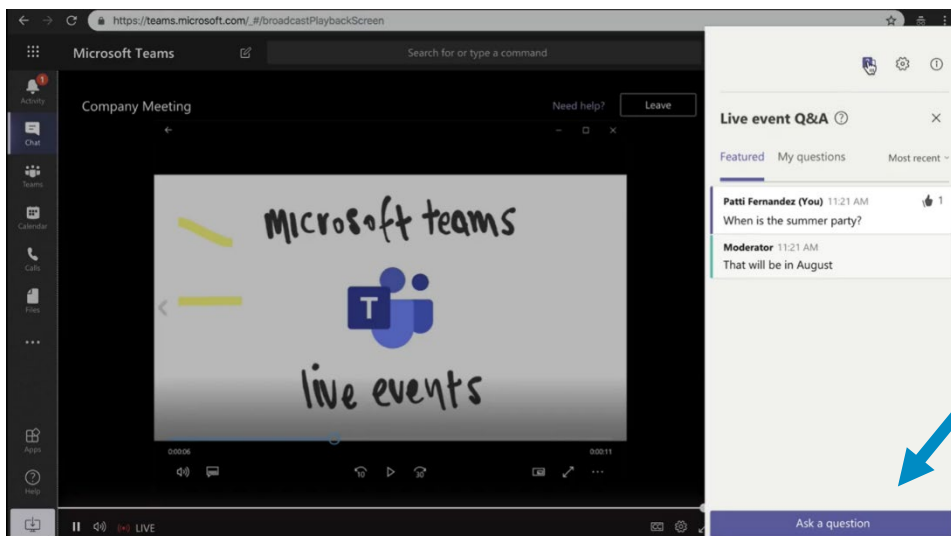 https://teams.microsoft.com/_#/broadcastPlaybackScreen
Microsoft Teams
Search for or type a command
1
Activity
Chat
Teams
Calendar
Calls
Files
Apps
Help
Company Meeting
Need help?
Leave
microsoft teams
T
live events
0:00:06
0:00:11
10
30
LIVE
Live event Q&A
Featured
My questions
Most recent
Patti Fernandez (You) 11:21 AM
1
When is the summer party?
Moderator 11:21 AM
That will be in August
Ask a question